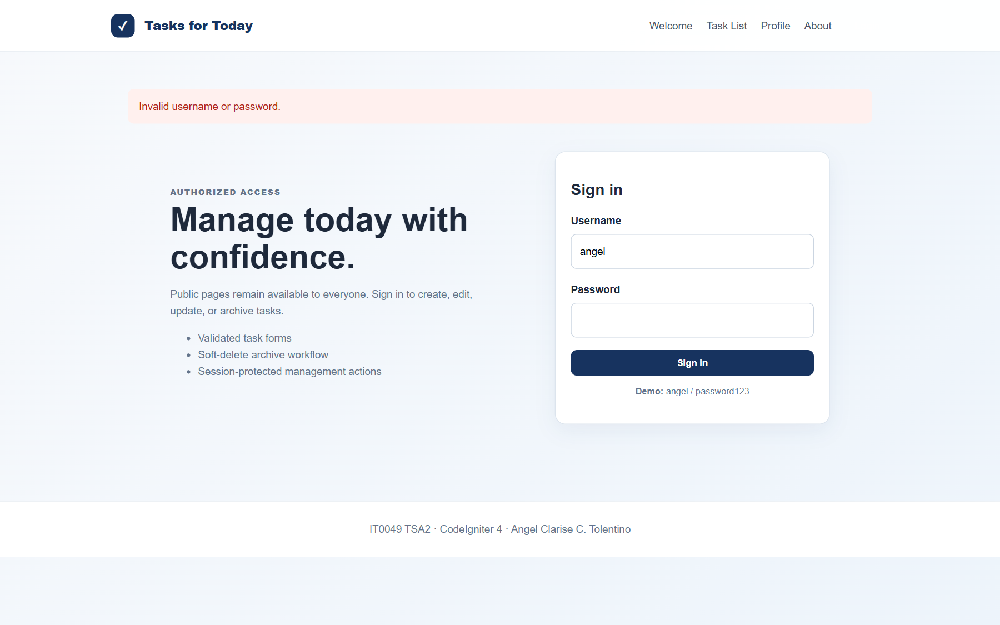 ✓ Tasks for Today
Welcome Task List Profile About
Invalid username or password.
AUTHORIZED ACCESS
Manage today with
confidence.
Public pages remain available to everyone. Sign in to create, edit,
update, or archive tasks.
• Validated task forms
• Soft-delete archive workflow
• Session-protected management actions
Sign in
Username
angel
Password
Sign in
Demo: angel / password123
IT0049 TSA2 · CodeIgniter 4 · Angel Clarise C. Tolentino